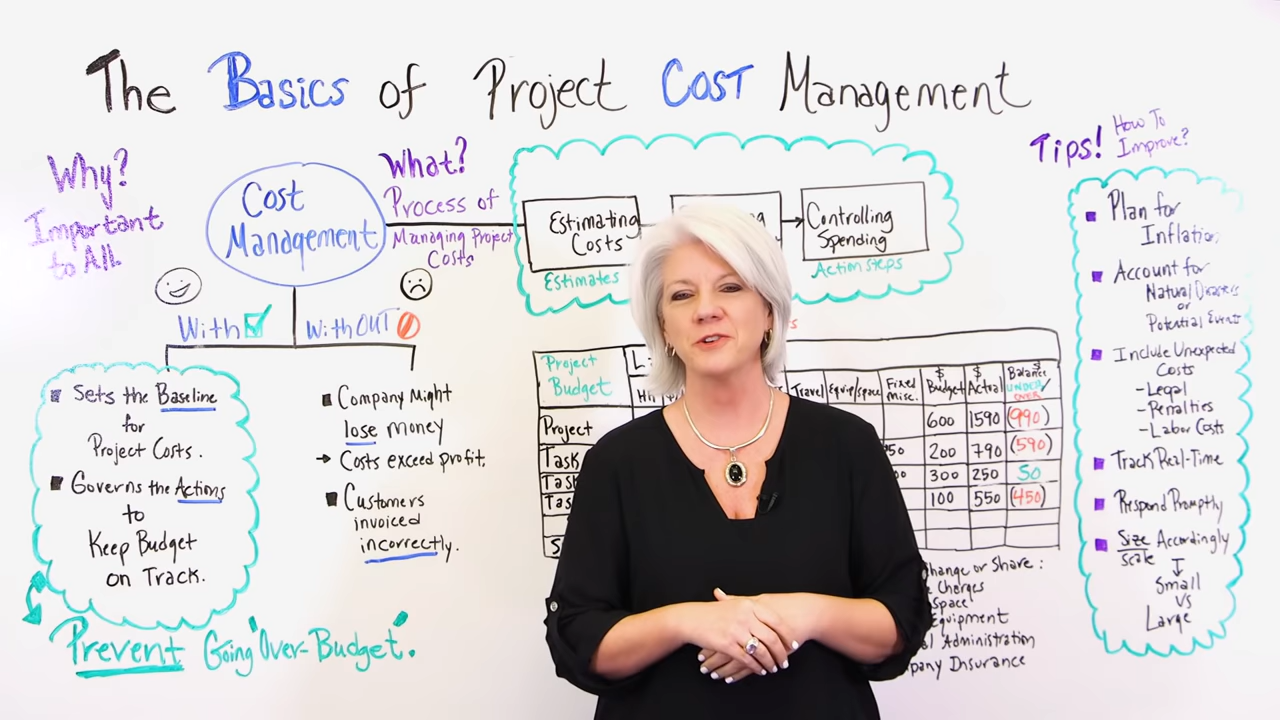 The Basics of Project Cost Management
Why?
Important
to All
Cost
Management
What?
Process of
Managing Project
Costs
Estimating
Costs
Estimates
Controlling
Spending
Action steps
With
WithOUT
Sets the Baseline
for
Project Costs.
Governs the Actions
to
Keep Budget
on Track.
Prevent Going "Over-Budget."
Company Might
lose money
→ Costs exceed profit.
Customers
invoiced
incorrectly.
Project
Budget
Travel Equip/space Fixed Misc. $ Budget $ Actual $ Balance UNDER/OVER
Project 600 1590 (990)
Task 200 790 (590)
300 250 50
100 550 (450)
Change or Share:
Charges
Space
Equipment
Administration
Insurance
Tips! How To
Improve?
Plan for
Inflation
Account for
Natural Disasters
or
Potential Events
Include Unexpected
Costs
-Legal
-Penalties
-Labor Costs
Track Real-Time
Respond Promptly
Size/Scale Accordingly
Small
vs
Large